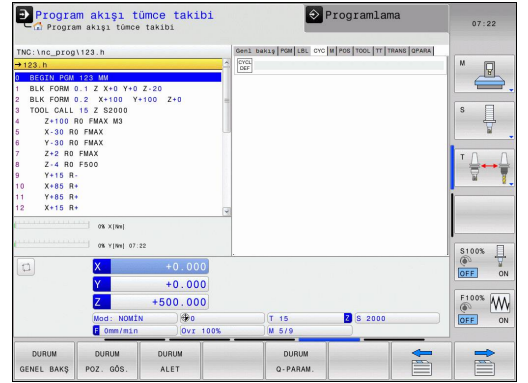 Program akışı tümce takibi
Program akışı tümce takibi
Programlama
07:22
TNC:\nc_prog\123.h
→123.h
0 BEGIN PGM 123 MM
1 BLK FORM 0.1 Z X+0 Y+0 Z-20
2 BLK FORM 0.2 X+100 Y+100 Z+0
3 TOOL CALL 15 Z S2000
4 Z+100 R0 FMAX M3
5 X-30 R0 FMAX
6 Y-30 R0 FMAX
7 Z+2 R0 FMAX
8 Z-4 R0 F500
9 Y+15 R-
10 X+85 R+
11 Y+85 R+
12 X+15 R+
Genl bakış PGM LBL CYC M POS TOOL TT TRANS QPARA
CYCL
DEF
M
S
T
0% X[Nm]
0% Y[Nm] 07:22
X +0.000
Y +0.000
Z +500.000
Mod: NOMİN 0 T 15 Z S 2000
F 0mm/min Ovr 100% M 5/9
S100%
OFF ON
F100%
OFF ON
DURUM
GENEL BAKŞ
DURUM
POZ. GÖS.
DURUM
ALET
DURUM
Q-PARAM.